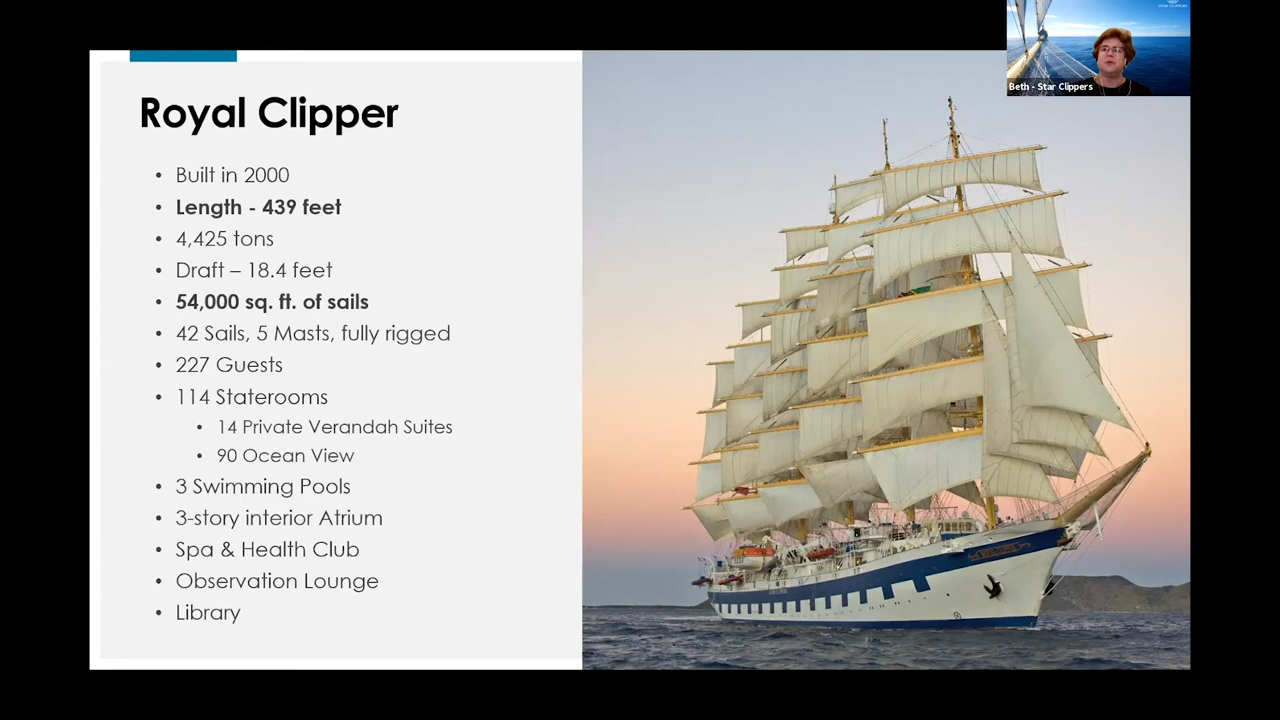 STAR CLIPPERS
Beth - Star Clippers
Royal Clipper
• Built in 2000
• Length - 439 feet
• 4,425 tons
• Draft – 18.4 feet
• 54,000 sq. ft. of sails
• 42 Sails, 5 Masts, fully rigged
• 227 Guests
• 114 Staterooms
• 14 Private Verandah Suites
• 90 Ocean View
• 3 Swimming Pools
• 3-story interior Atrium
• Spa & Health Club
• Observation Lounge
• Library